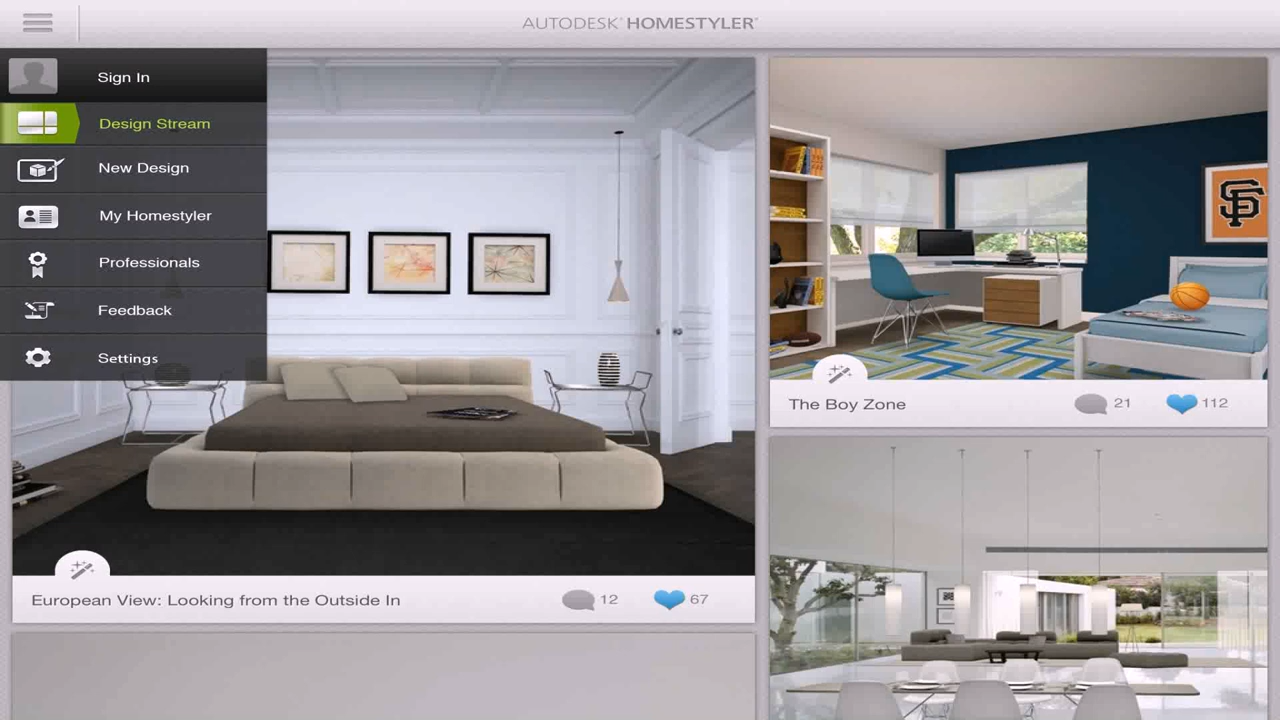 AUTODESK® HOMESTYLER®
Sign In
Design Stream
New Design
My Homestyler
Professionals
Feedback
Settings
SF
The Boy Zone
21
112
European View: Looking from the Outside In
12
67